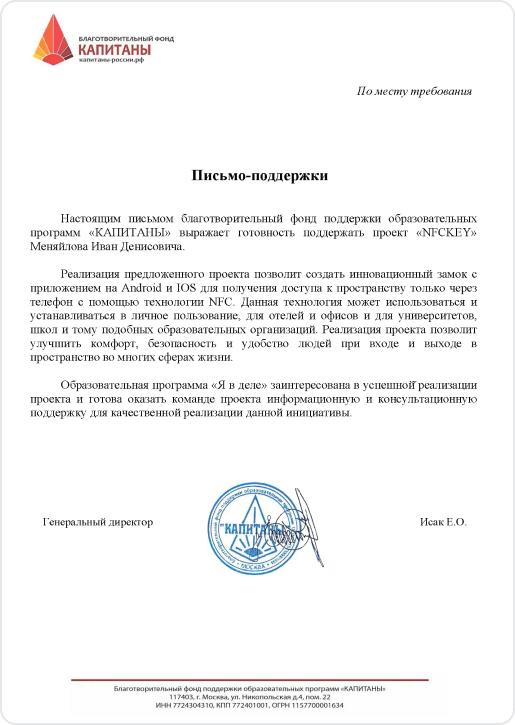 БЛАГОТВОРИТЕЛЬНЫЙ ФОНД
КАПИТАНЫ
капитаны-россии.рф
По месту требования
Письмо-поддержки
Настоящим письмом благотворительный фонд поддержки образовательных
программ «КАПИТАНЫ» выражает готовность поддержать проект «NFCKEY»
Меняйлова Иван Денисовича.
Реализация предложенного проекта позволит создать инновационный замок с
приложением на Android и IOS для получения доступа к пространству только через
телефон с помощью технологии NFC. Данная технология может использоваться и
устанавливаться в личное пользование, для отелей и офисов и для университетов,
школ и тому подобных образовательных организаций. Реализация проекта позволит
улучшить комфорт, безопасность и удобство людей при входе и выходе в
пространство во многих сферах жизни.
Образовательная программа «Я в деле» заинтересована в успешной реализации
проекта и готова оказать команде проекта информационную и консультационную
поддержку для качественной реализации данной инициативы.
Генеральный директор
"КАПИТАНЫ"
МОСКВА
Исак Е.О.
Благотворительный фонд поддержки образовательных программ «КАПИТАНЫ»
117403, г. Москва, ул. Никопольская д.4, пом. 22
ИНН 7724304310, КПП 772401001, ОГРН 1157700001634